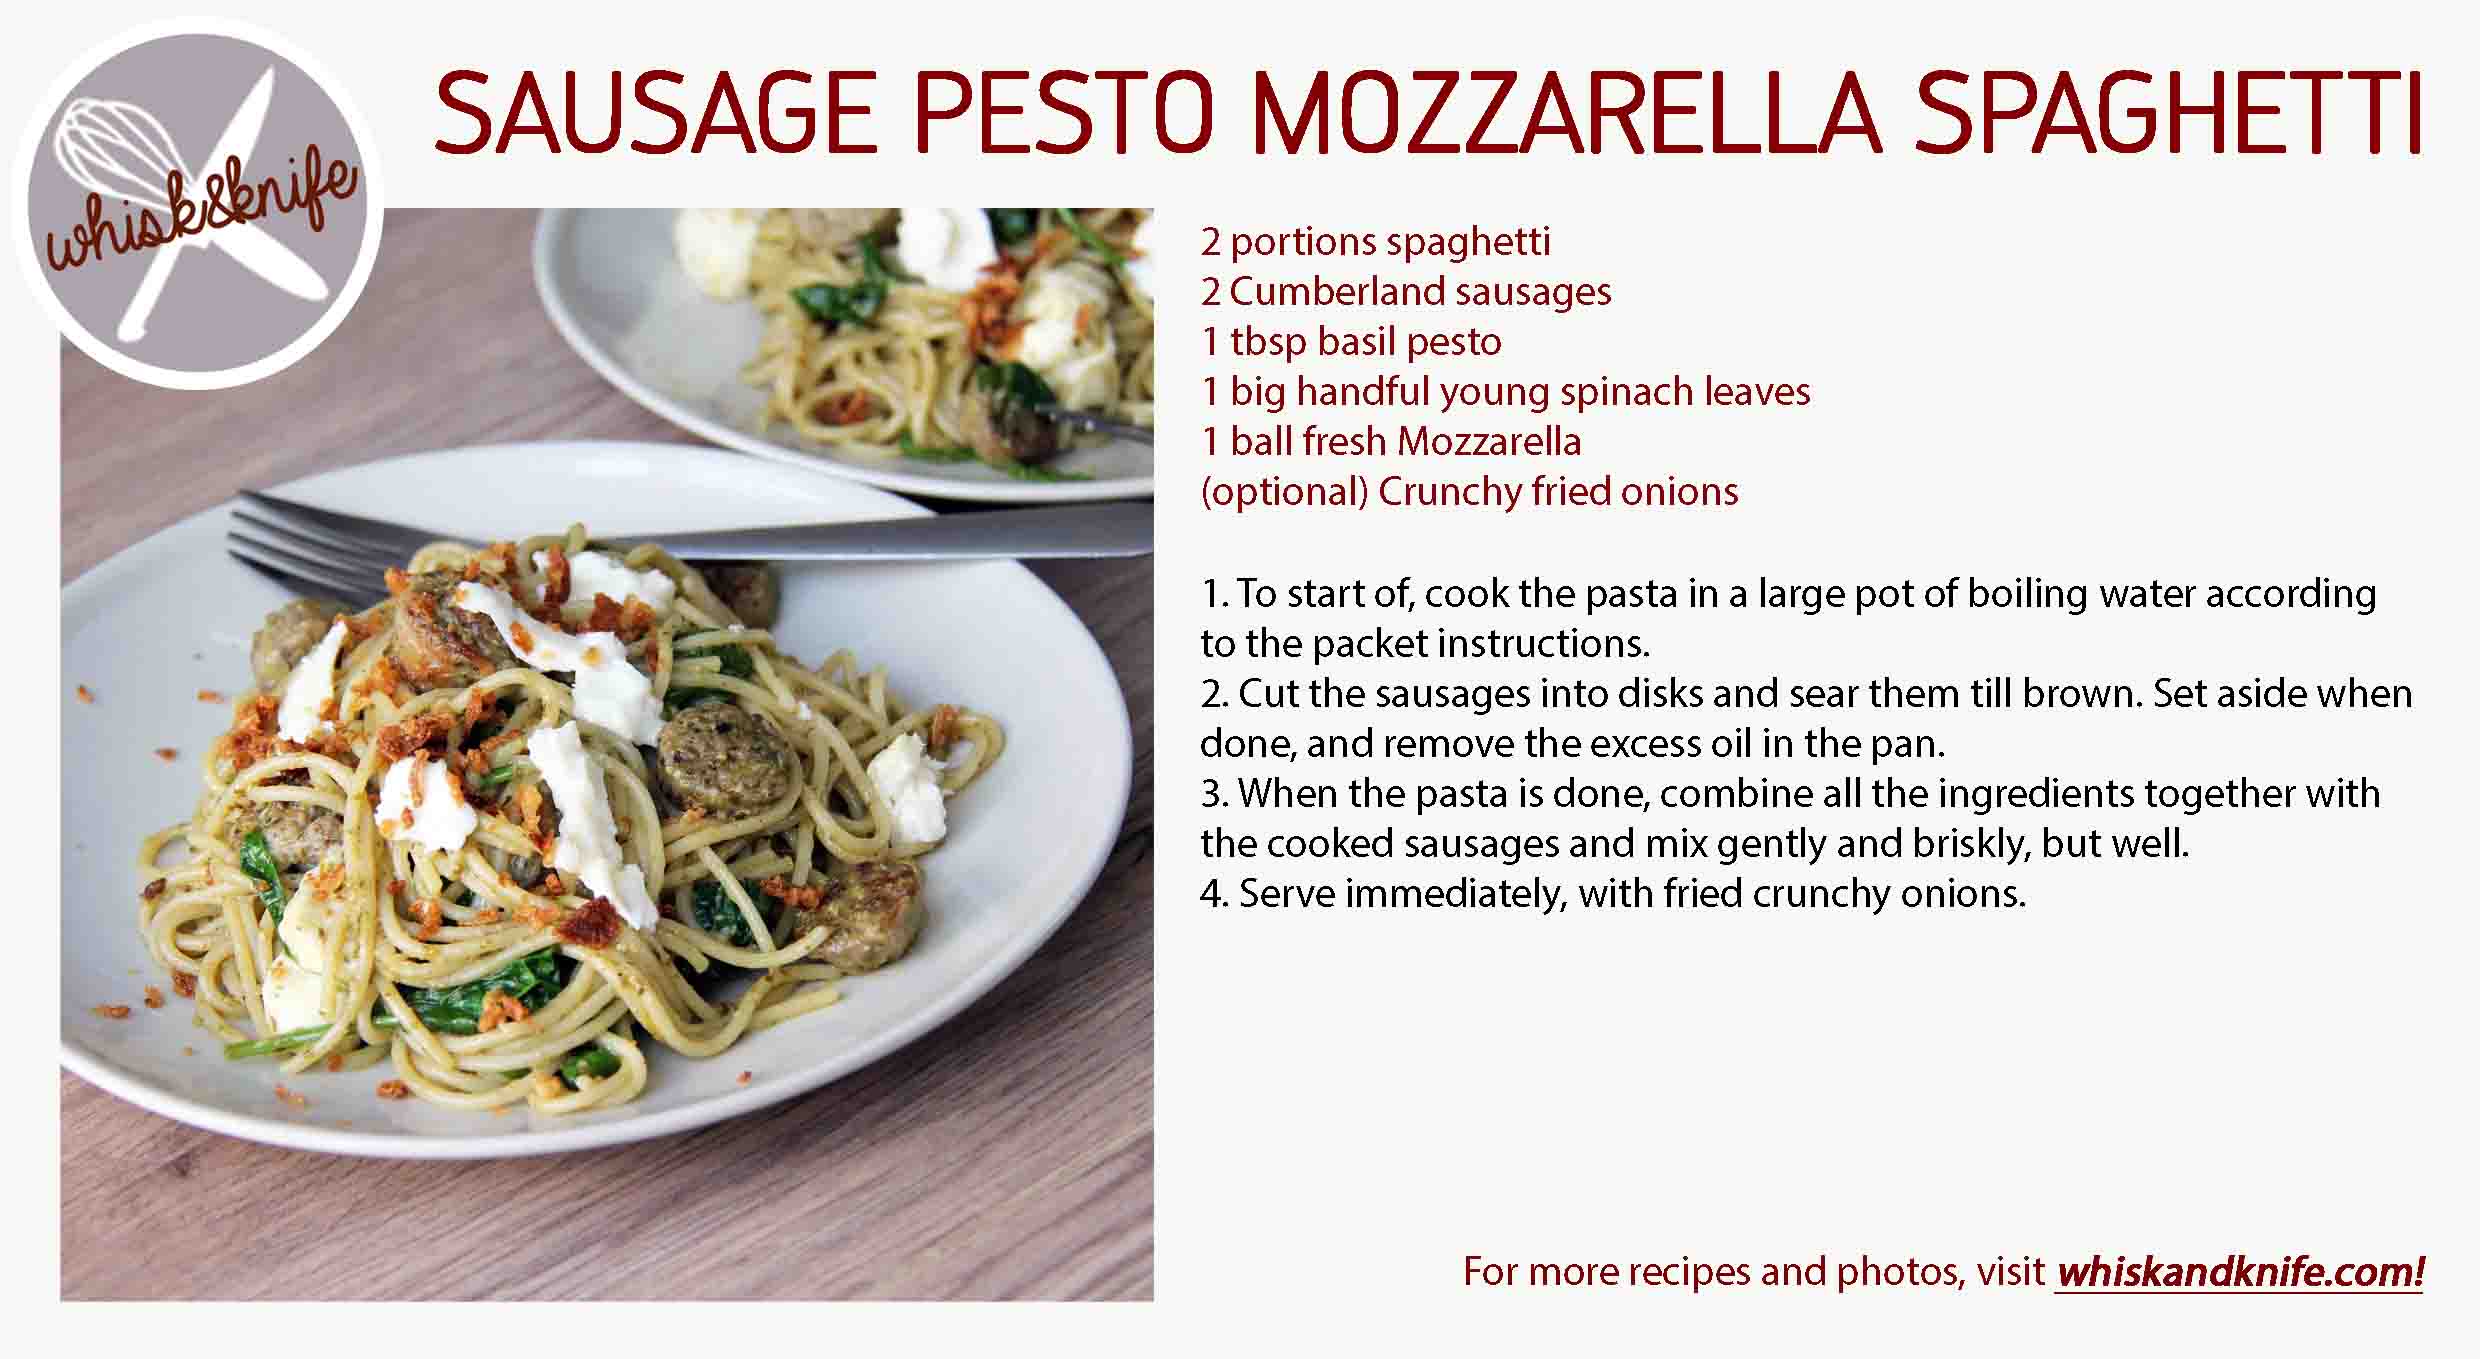 whisk&knife
SAUSAGE PESTO MOZZARELLA SPAGHETTI
2 portions spaghetti
2 Cumberland sausages
1 tbsp basil pesto
1 big handful young spinach leaves
1 ball fresh Mozzarella
(optional) Crunchy fried onions
1. To start of, cook the pasta in a large pot of boiling water according
to the packet instructions.
2. Cut the sausages into disks and sear them till brown. Set aside when
done, and remove the excess oil in the pan.
3. When the pasta is done, combine all the ingredients together with
the cooked sausages and mix gently and briskly, but well.
4. Serve immediately, with fried crunchy onions.
For more recipes and photos, visit whiskandknife.com!